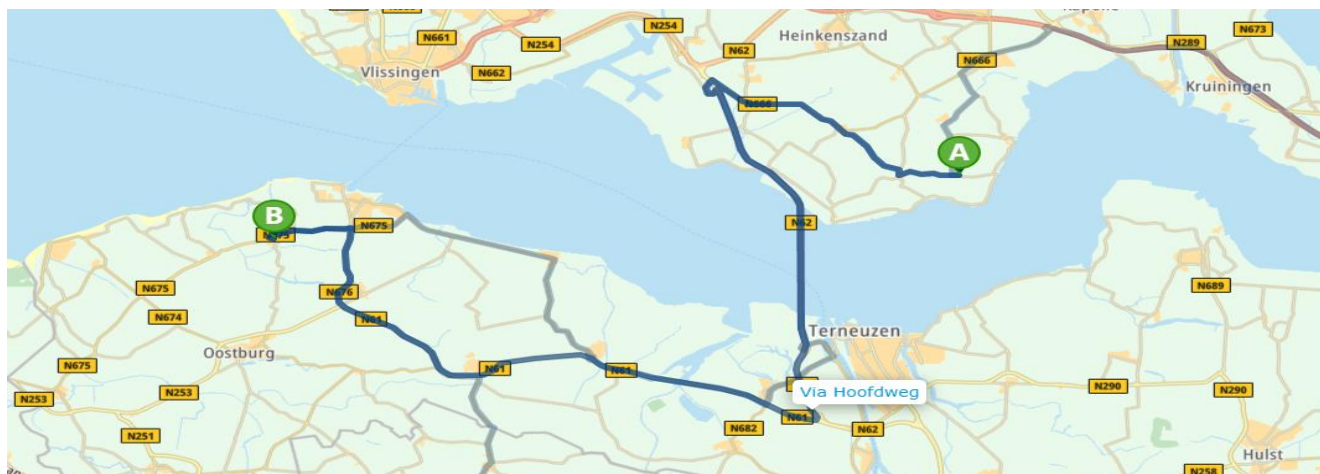 N254
N661
N254
N62
Heinkenszand
N666
N289
N673
Vlissingen
N662
Kruiningen
N666
A
B
N62
N675
N675
N689
N676
N674
N61
Terneuzen
Oostburg
N675
N61
N61
N253
N253
N290
N290
Via Hoofdweg
N61
N682
N62
N251
Hulst
N258